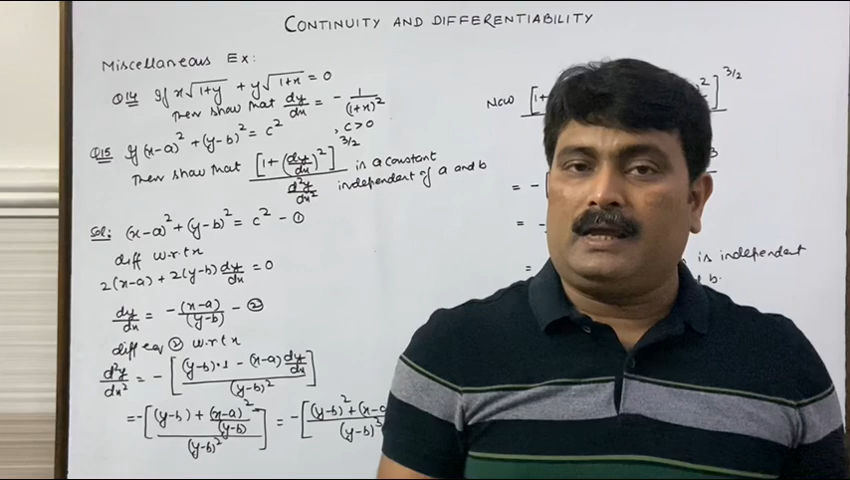 CONTINUITY AND DIFFERENTIABILITY
Miscellaneous Ex:
Q14 If x√(1+y) + y√(1+x) = 0
Then show that dy/dx = - 1/(1+x)²
Q15 If (x-a)² + (y-b)² = c² , c>0
Then show that [1 + (dy/dx)²]^(3/2) / (d²y/dx²) is a constant
independent of a and b
Sol: (x-a)² + (y-b)² = c² - ①
diff w.r.t x
2(x-a) + 2(y-b) dy/dx = 0
dy/dx = - (x-a)/(y-b) - ②
diff eq ② w.r.t x
d²y/dx² = - [ ((y-b)·1 - (x-a) dy/dx) / (y-b)² ]
= - [ ((y-b) + (x-a)²/(y-b)) / (y-b)² ] = - [ (y-b)² + (x-a / (y-b)³
Now [1+ ² ]^(3/2)
= -
= -
=
is independent
b.